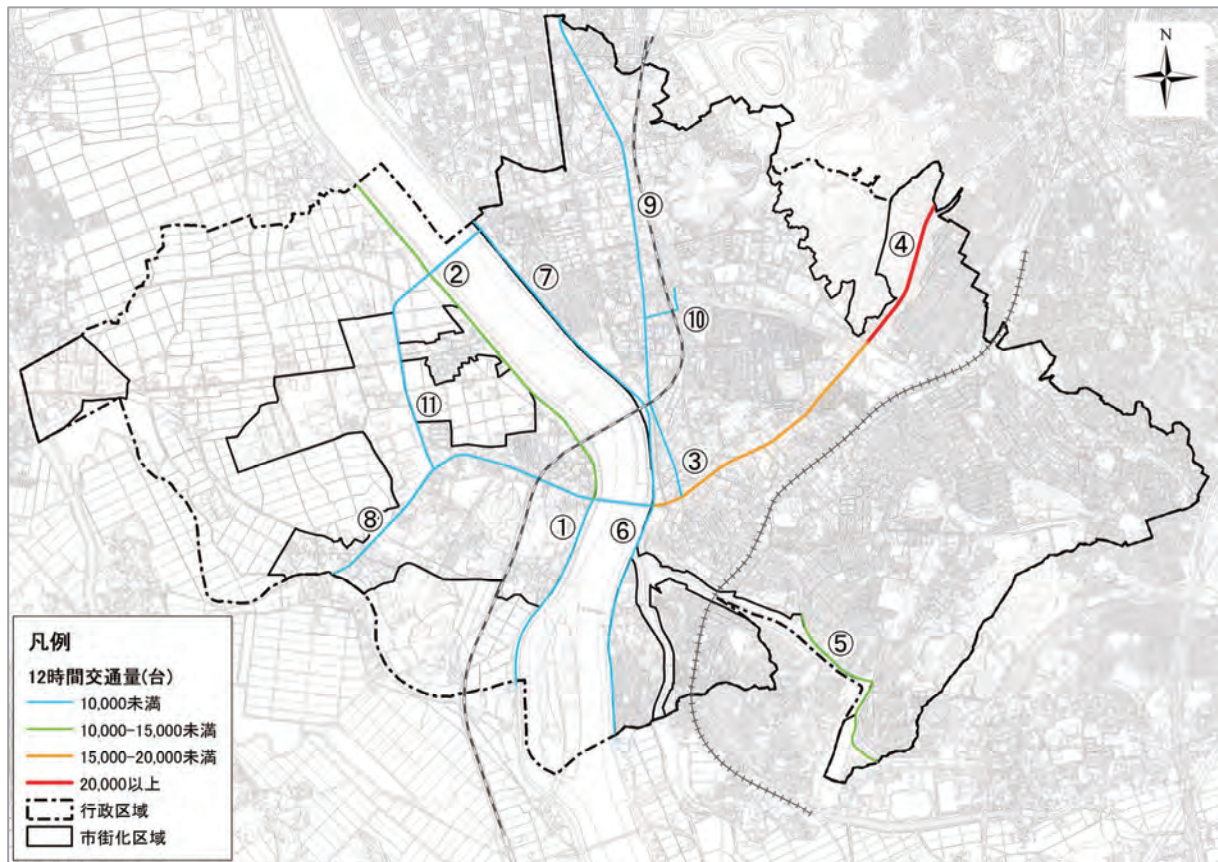 N
⑨
④
②
⑦
⑩
⑪
③
⑧
①
⑥
⑤
凡例
12時間交通量(台)
10,000未満
10,000-15,000未満
15,000-20,000未満
20,000以上
行政区域
市街化区域